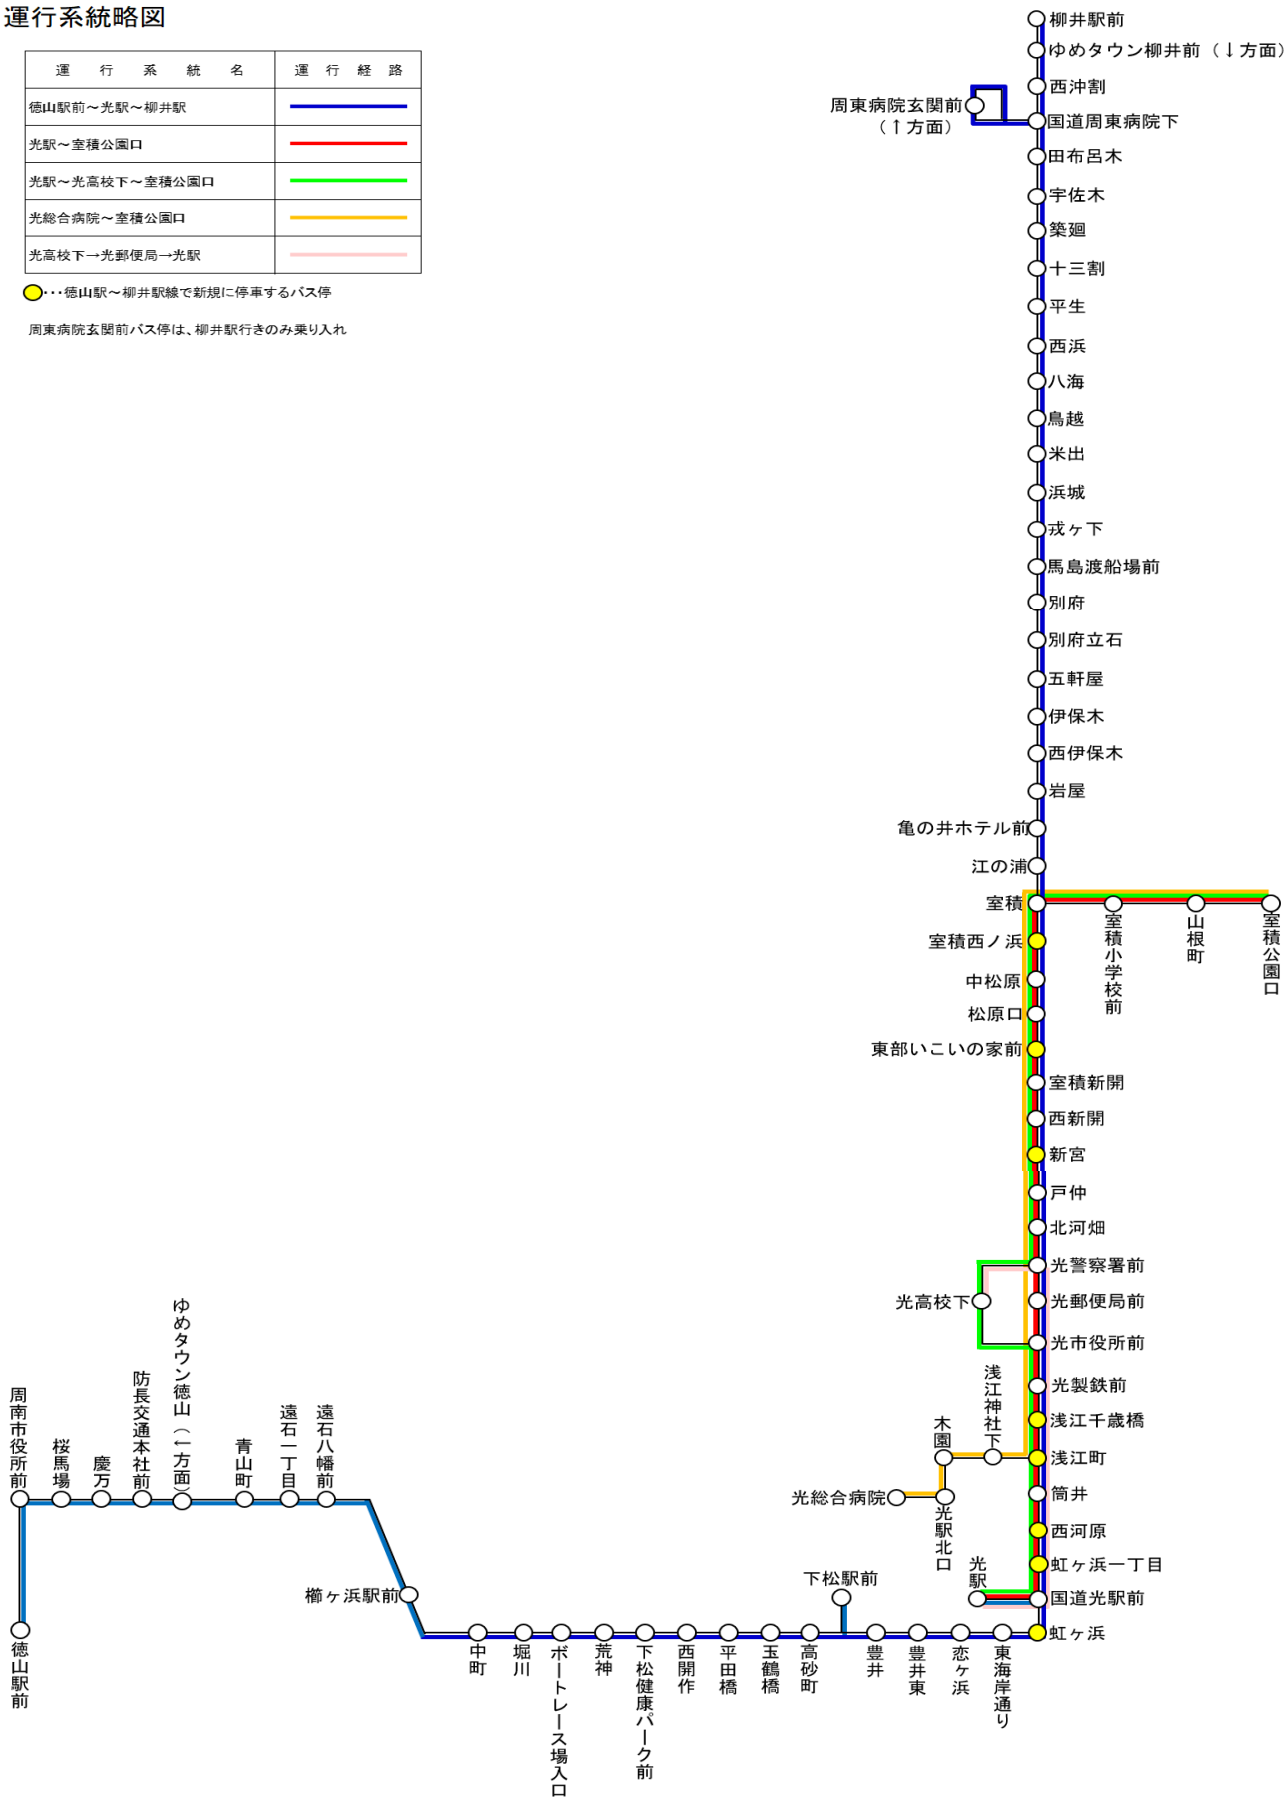 運行系統略図
運行系統名
運行経路
徳山駅前～光駅～柳井駅
光駅～室積公園口
光駅～光高校下～室積公園口
光総合病院～室積公園口
光高校下→光郵便局→光駅
･･･徳山駅～柳井駅線で新規に停車するバス停
周東病院玄関前バス停は、柳井駅行きのみ乗り入れ
柳井駅前
ゆめタウン柳井前（↓方面）
西沖割
周東病院玄関前
（↑方面）
国道周東病院下
田布呂木
宇佐木
築廻
十三割
平生
西浜
八海
鳥越
米出
浜城
戎ヶ下
馬島渡船場前
別府
別府立石
五軒屋
伊保木
西伊保木
岩屋
亀の井ホテル前
江の浦
室積
室積小学校前
山根町
室積公園口
室積西ノ浜
中松原
松原口
東部いこいの家前
室積新開
西新開
新宮
戸仲
北河畑
光警察署前
光高校下
光郵便局前
光市役所前
光製鉄前
浅江千歳橋
浅江神社下
木園
浅江町
光総合病院
光駅北口
筒井
西河原
虹ヶ浜一丁目
光駅
国道光駅前
虹ヶ浜
周南市役所前
桜馬場
慶万
防長交通本社前
ゆめタウン徳山（←方面）
青山町
遠石一丁目
遠石八幡前
櫛ヶ浜駅前
下松駅前
徳山駅前
中町
堀川
ボートレース場入口
荒神
下松健康パーク前
西開作
平田橋
玉鶴橋
高砂町
豊井
豊井東
恋ヶ浜
東海岸通り